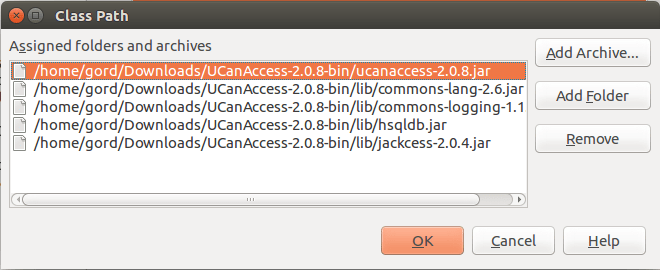 Class Path
Assigned folders and archives
/home/gord/Downloads/UCanAccess-2.0.8-bin/ucanaccess-2.0.8.jar
/home/gord/Downloads/UCanAccess-2.0.8-bin/lib/commons-lang-2.6.jar
/home/gord/Downloads/UCanAccess-2.0.8-bin/lib/commons-logging-1.1
/home/gord/Downloads/UCanAccess-2.0.8-bin/lib/hsqldb.jar
/home/gord/Downloads/UCanAccess-2.0.8-bin/lib/jackcess-2.0.4.jar
Add Archive...
Add Folder
Remove
OK
Cancel
Help